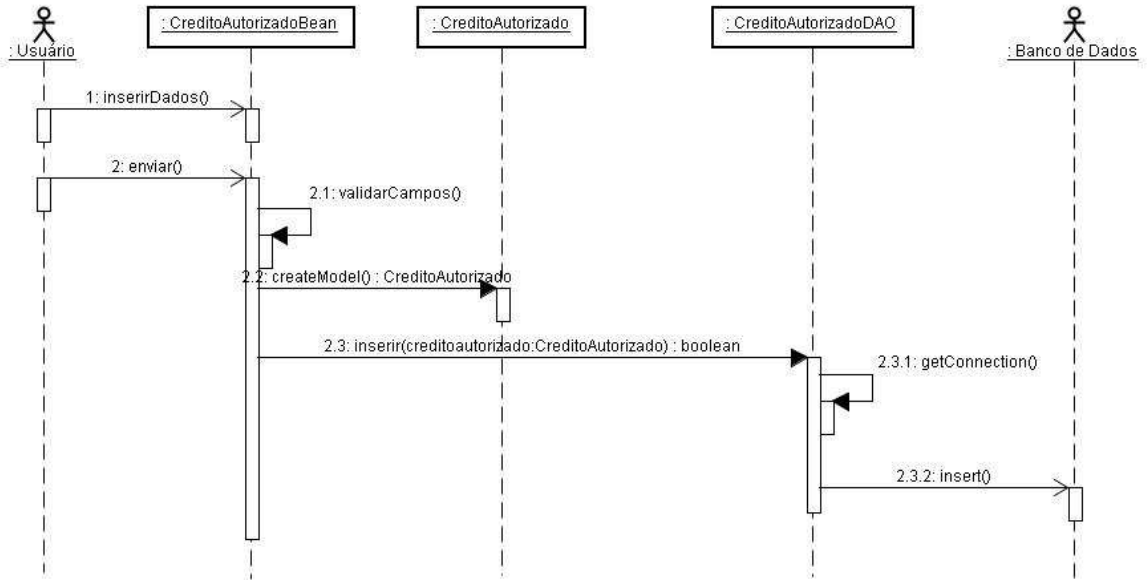 : Usuário
: CreditoAutorizadoBean
: CreditoAutorizado
: CreditoAutorizadoDAO
: Banco de Dados
1: inserirDados()
2: enviar()
2.1: validarCampos()
2.2: createModel() : CreditoAutorizado
2.3: inserir(creditoautorizado:CreditoAutorizado) : boolean
2.3.1: getConnection()
2.3.2: insert()